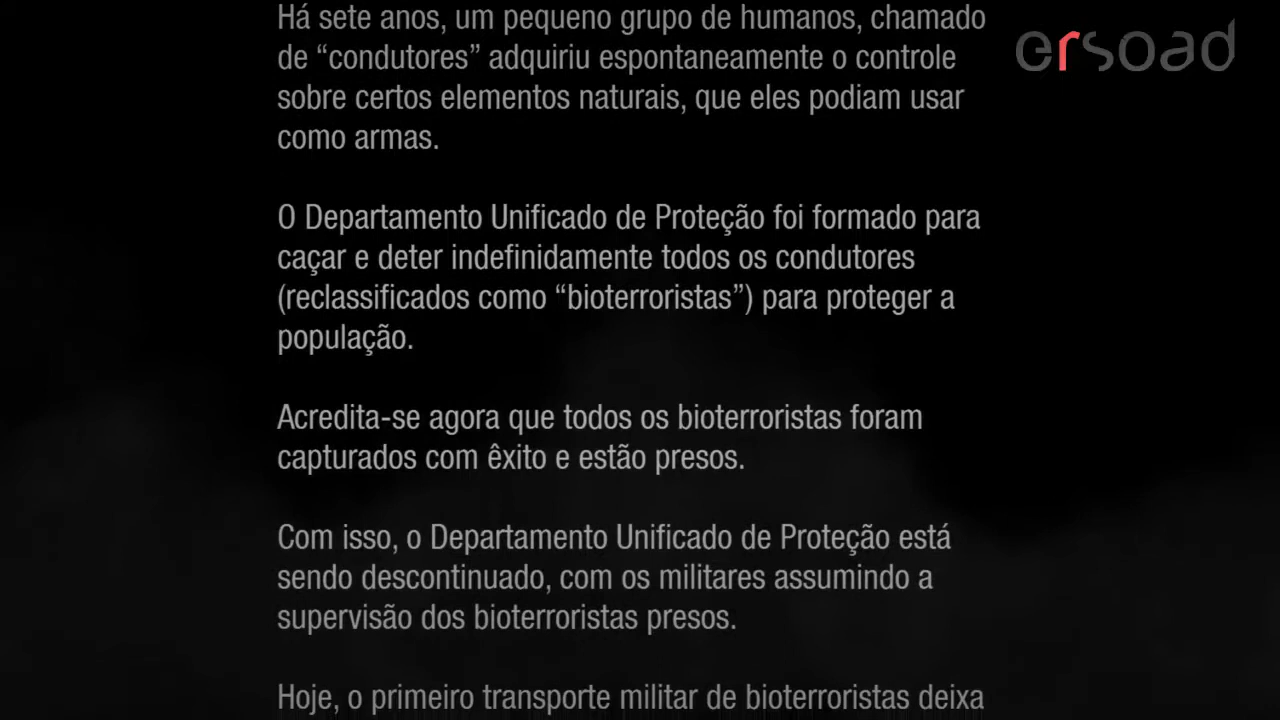 Há sete anos, um pequeno grupo de humanos, chamado
de “condutores” adquiriu espontaneamente o controle
sobre certos elementos naturais, que eles podiam usar
como armas.
O Departamento Unificado de Proteção foi formado para
caçar e deter indefinidamente todos os condutores
(reclassificados como “bioterroristas”) para proteger a
população.
Acredita-se agora que todos os bioterroristas foram
capturados com êxito e estão presos.
Com isso, o Departamento Unificado de Proteção está
sendo descontinuado, com os militares assumindo a
supervisão dos bioterroristas presos.
Hoje, o primeiro transporte militar de bioterroristas deixa
ersoad